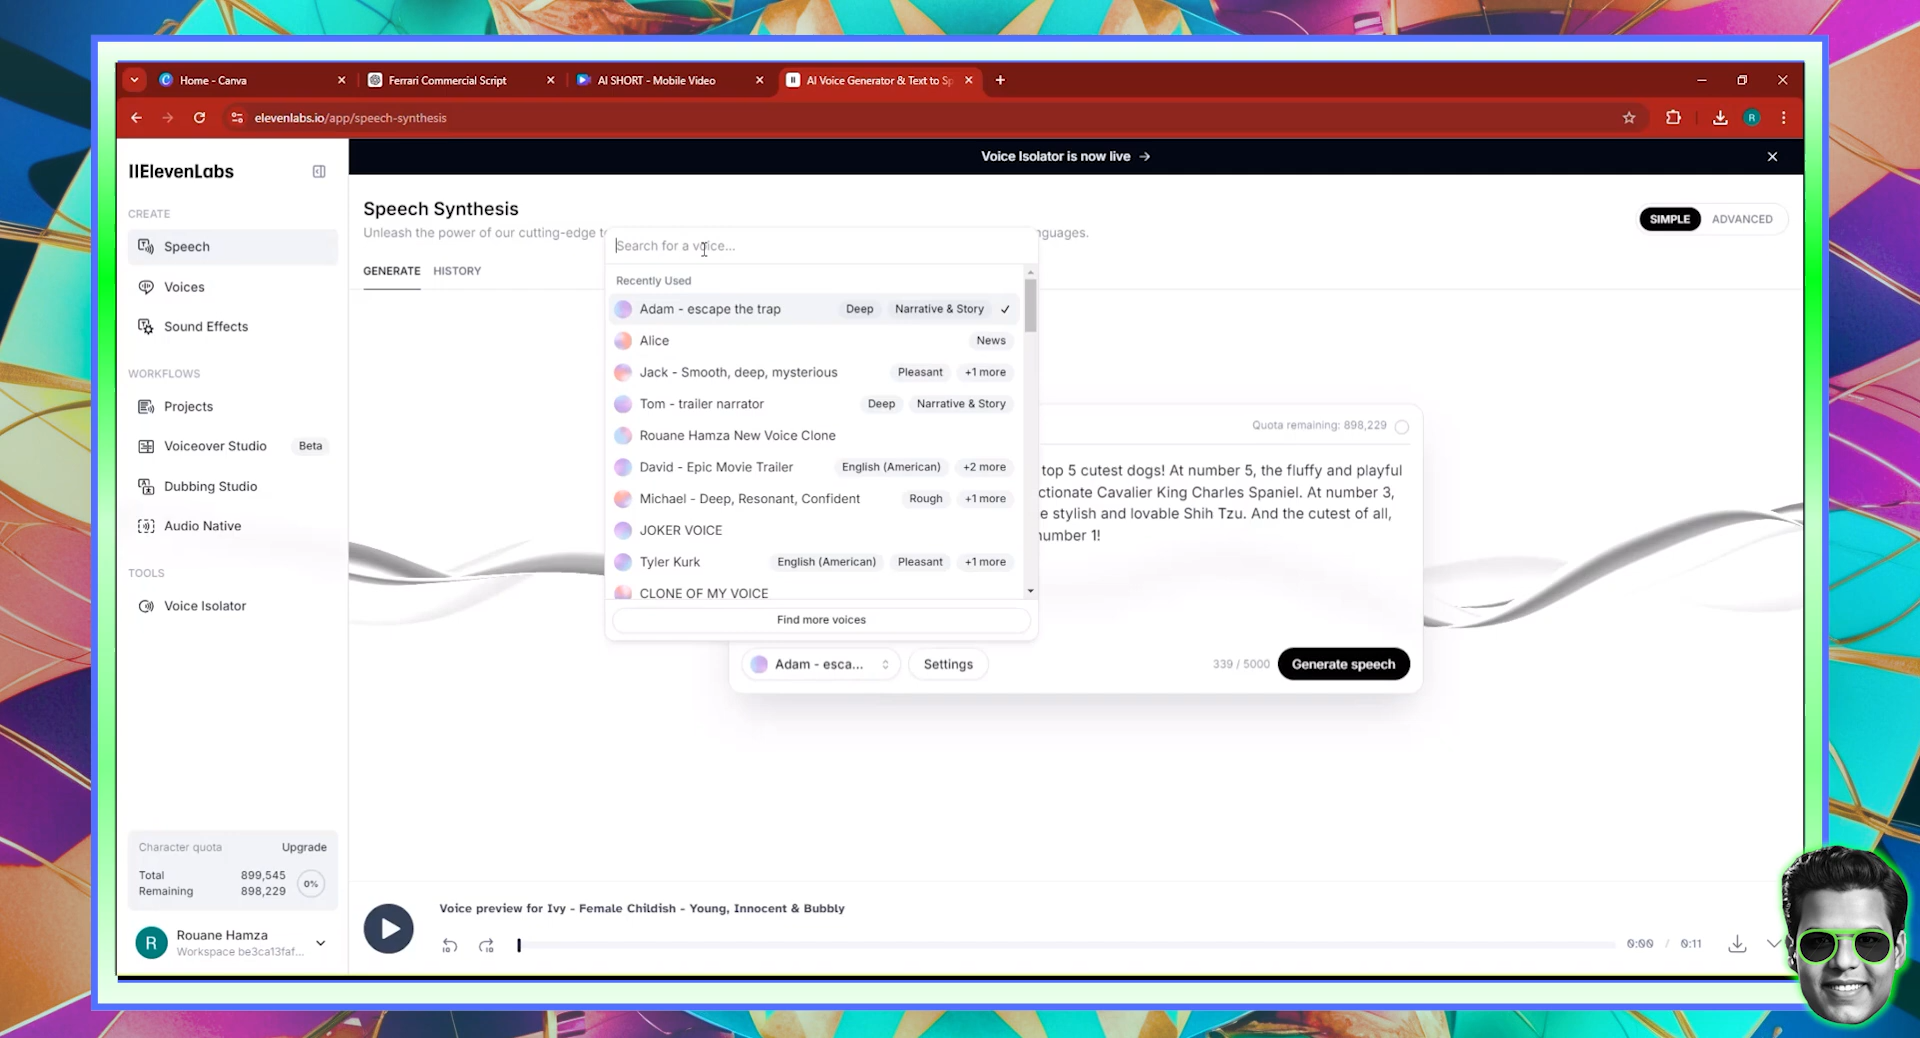 Home - Canva
Ferrari Commercial Script
AI SHORT - Mobile Video
AI Voice Generator & Text to Sp
elevenlabs.io/app/speech-synthesis
R
IIElevenLabs
Voice Isolator is now live →
CREATE
Speech
Voices
Sound Effects
WORKFLOWS
Projects
Voiceover Studio Beta
Dubbing Studio
Audio Native
TOOLS
Voice Isolator
Character quota Upgrade
Total 899,545
Remaining 898,229
0%
R
Rouane Hamza
Workspace be3ca13faf...
Speech Synthesis
Unleash the power of our cutting-edge te
nguages.
SIMPLE ADVANCED
GENERATE HISTORY
Search for a voice...
Recently Used
Adam - escape the trap Deep Narrative & Story
Alice News
Jack - Smooth, deep, mysterious Pleasant +1 more
Tom - trailer narrator Deep Narrative & Story
Rouane Hamza New Voice Clone
David - Epic Movie Trailer English (American) +2 more
Michael - Deep, Resonant, Confident Rough +1 more
JOKER VOICE
Tyler Kurk English (American) Pleasant +1 more
CLONE OF MY VOICE
Find more voices
Quota remaining: 898,229
top 5 cutest dogs! At number 5, the fluffy and playful
ctionate Cavalier King Charles Spaniel. At number 3,
e stylish and lovable Shih Tzu. And the cutest of all,
number 1!
Adam - esca... Settings 339 / 5000 Generate speech
Voice preview for Ivy - Female Childish - Young, Innocent & Bubbly
10 10
0:00 / 0:11